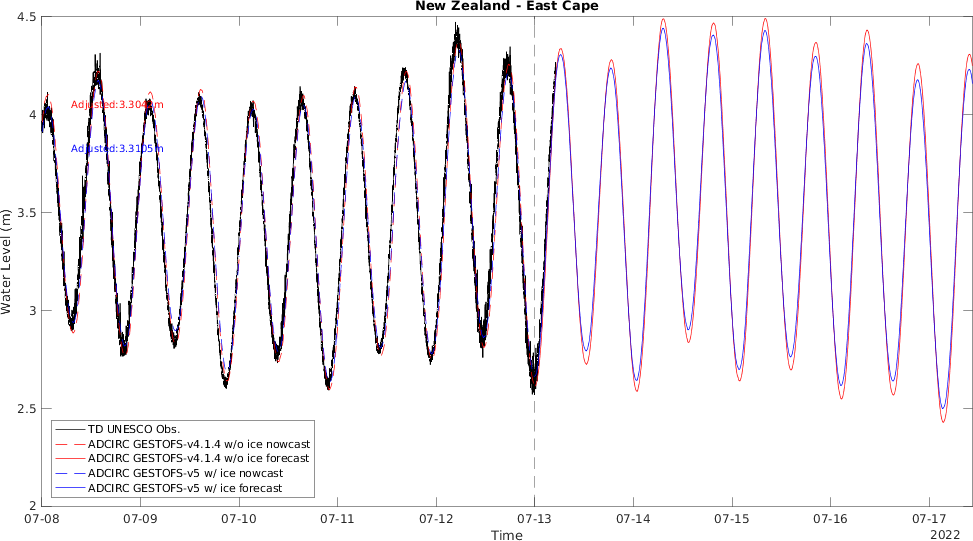 New Zealand - East Cape
4.5
4
3.5
3
2.5
2
Water Level (m)
Adjusted:3.304 m
Adjusted:3.3105 m
TD UNESCO Obs.
ADCIRC GESTOFS-v4.1.4 w/o ice nowcast
ADCIRC GESTOFS-v4.1.4 w/o ice forecast
ADCIRC GESTOFS-v5 w/ ice nowcast
ADCIRC GESTOFS-v5 w/ ice forecast
07-08 07-09 07-10 07-11 07-12 07-13 07-14 07-15 07-16 07-17
Time
2022